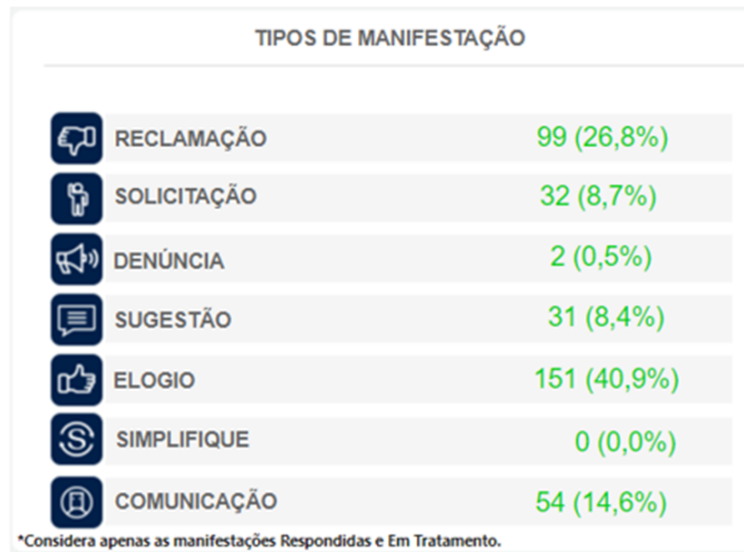 TIPOS DE MANIFESTAÇÃO
RECLAMAÇÃO 99 (26,8%)
SOLICITAÇÃO 32 (8,7%)
DENÚNCIA 2 (0,5%)
SUGESTÃO 31 (8,4%)
ELOGIO 151 (40,9%)
SIMPLIFIQUE 0 (0,0%)
COMUNICAÇÃO 54 (14,6%)
*Considera apenas as manifestações Respondidas e Em Tratamento.